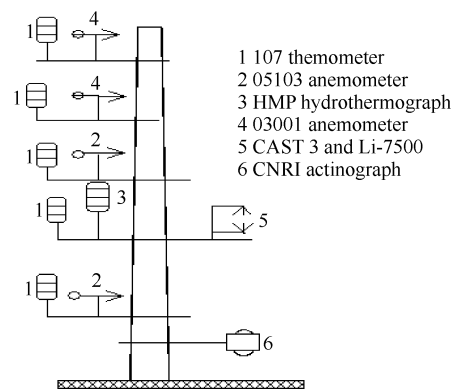 4
1
1 107 themometer
4
2 05103 anemometer
1
3 HMP hydrothermograph
4 03001 anemometer
2
5 CAST 3 and Li-7500
1
6 CNRI actinograph
3
1
5
2
1
6